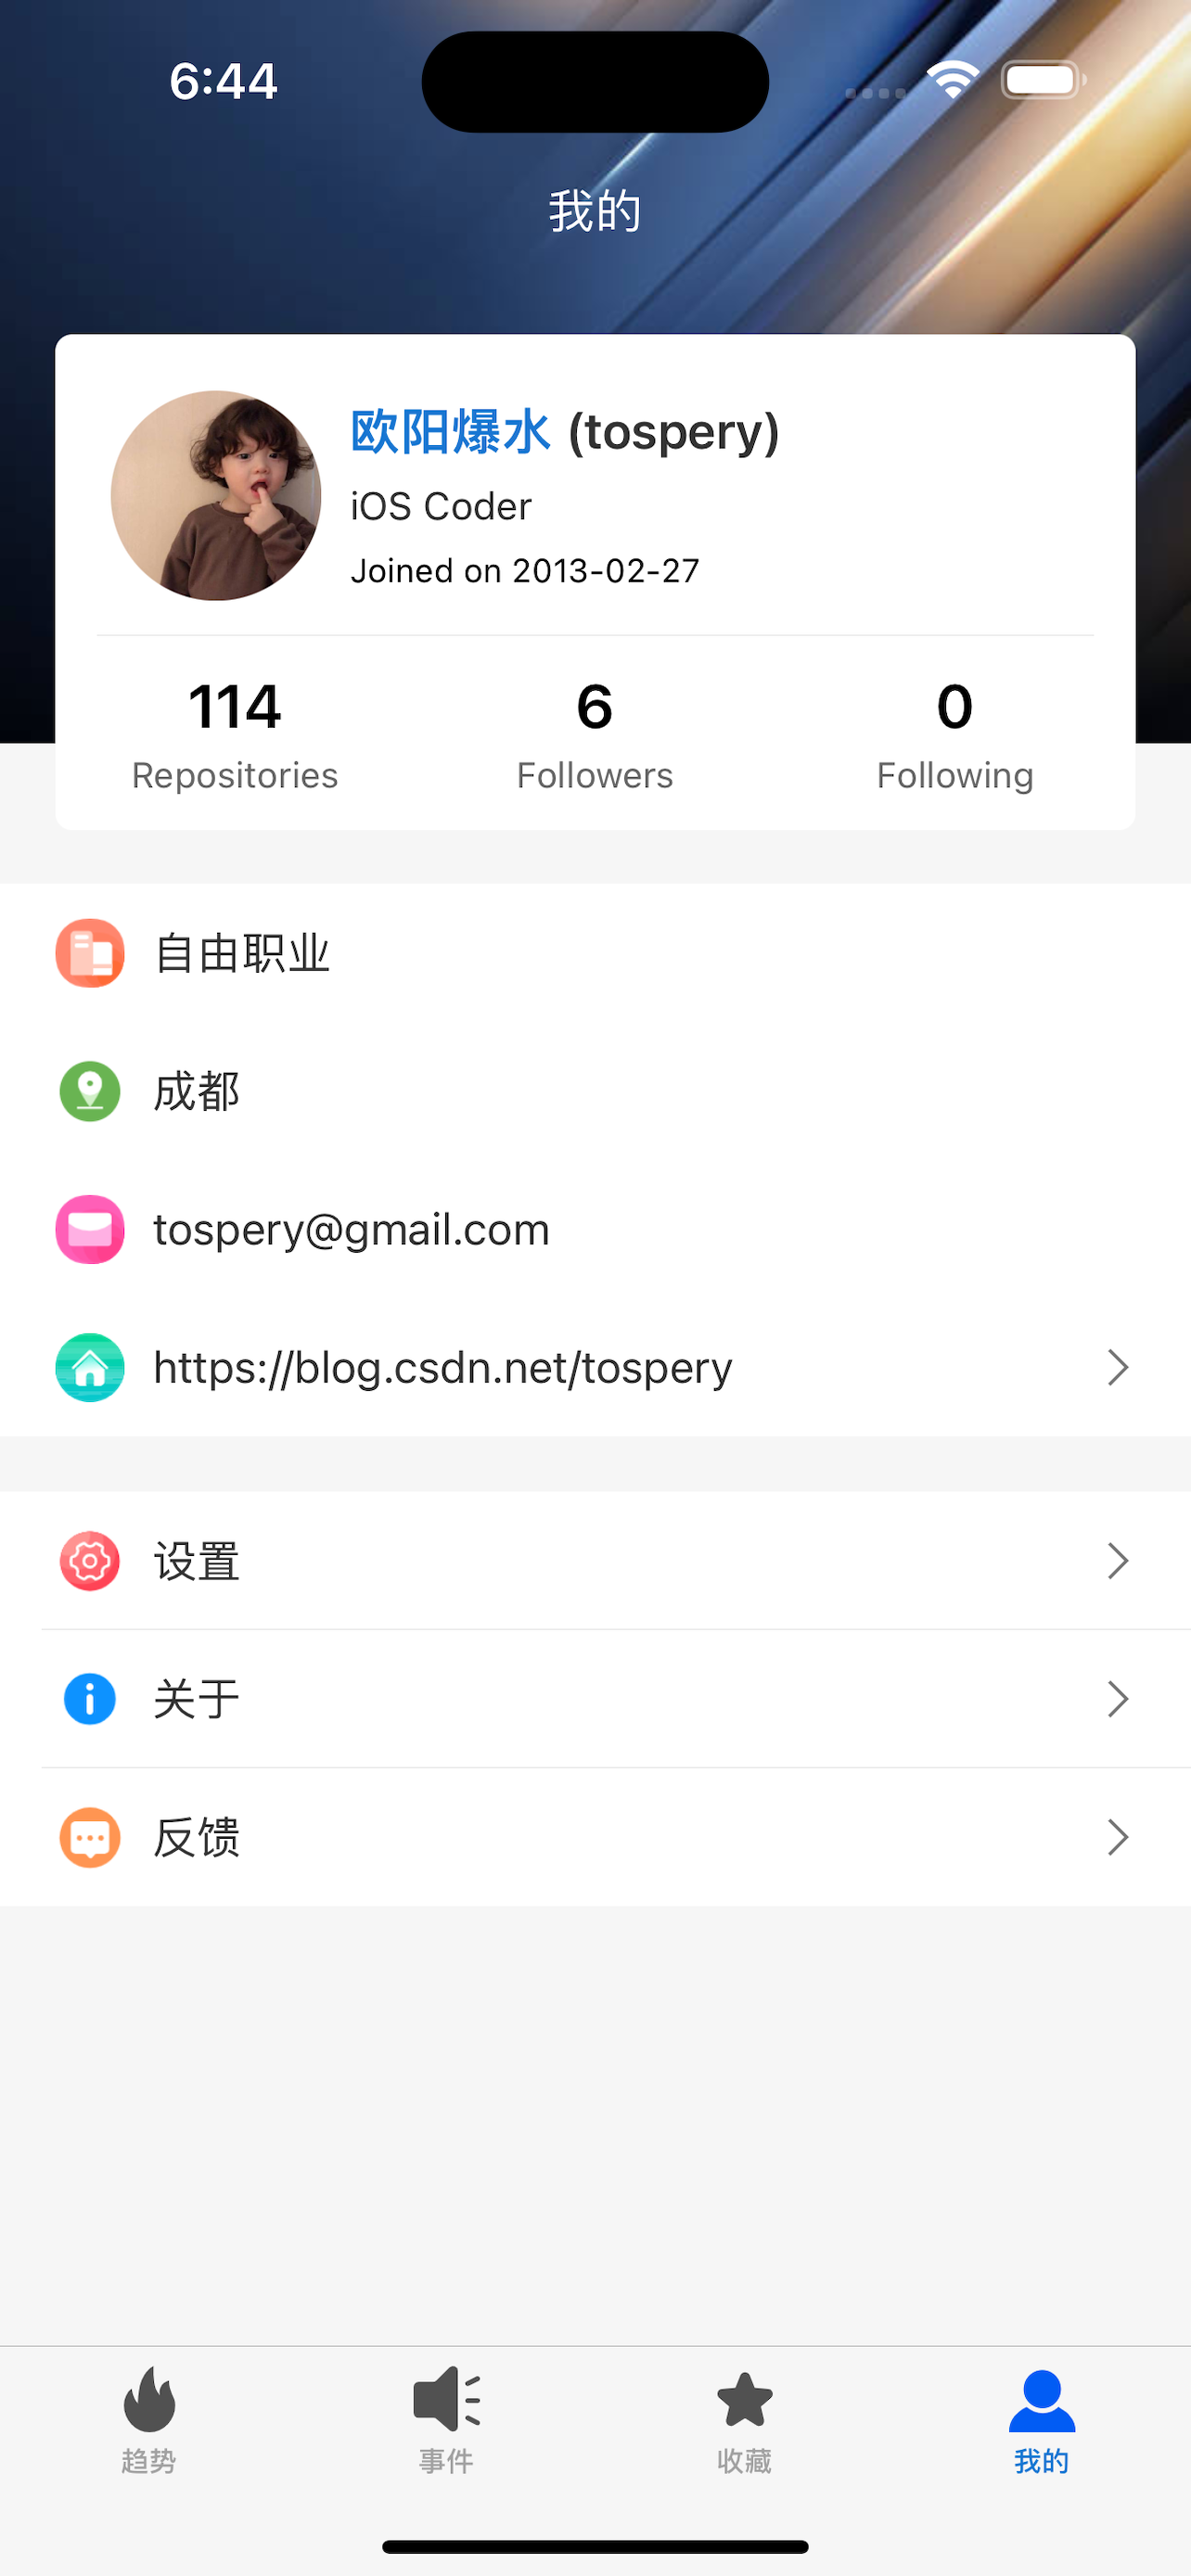 6:44
我的
欧阳爆水 (tospery)
iOS Coder
Joined on 2013-02-27
114 6 0
Repositories Followers Following
自由职业
成都
tospery@gmail.com
https://blog.csdn.net/tospery
设置
关于
反馈
趋势 事件 收藏 我的